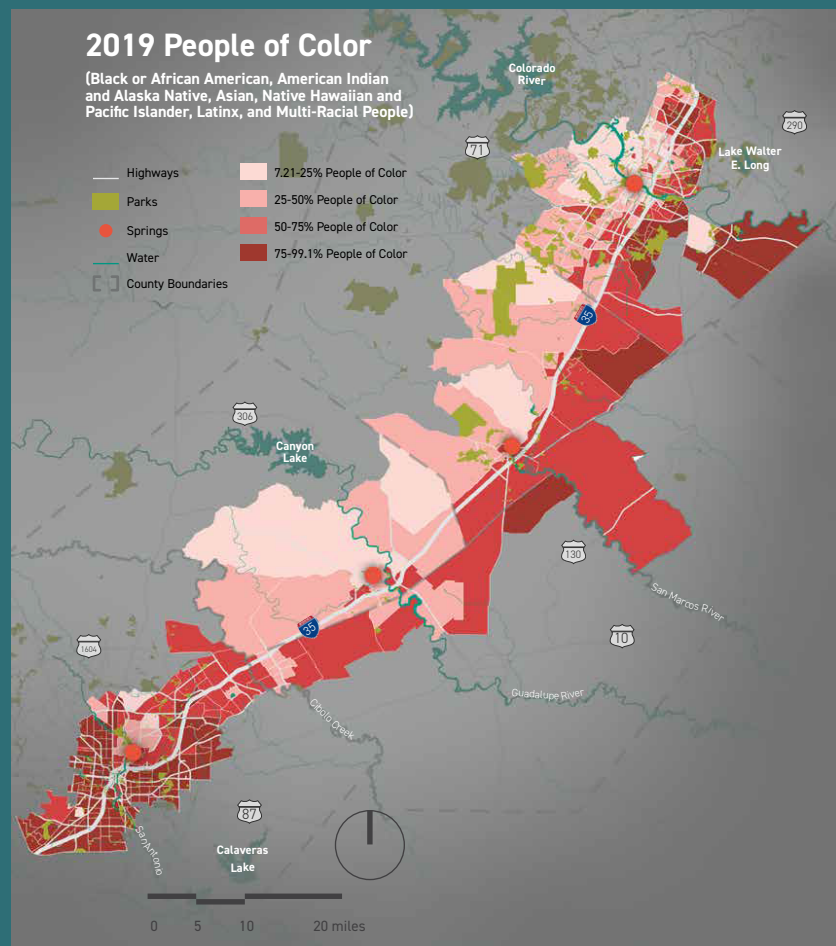 2019 People of Color
(Black or African American, American Indian
and Alaska Native, Asian, Native Hawaiian and
Pacific Islander, Latinx, and Multi-Racial People)
Highways
Parks
Springs
Water
County Boundaries
7.21-25% People of Color
25-50% People of Color
50-75% People of Color
75-99.1% People of Color
Colorado
River
71
290
Lake Walter
E. Long
35
306
Canyon
Lake
130
San Marcos River
10
35
1604
Guadalupe River
Cibolo Creek
87
San Antonio
Calaveras
Lake
0 5 10 20 miles